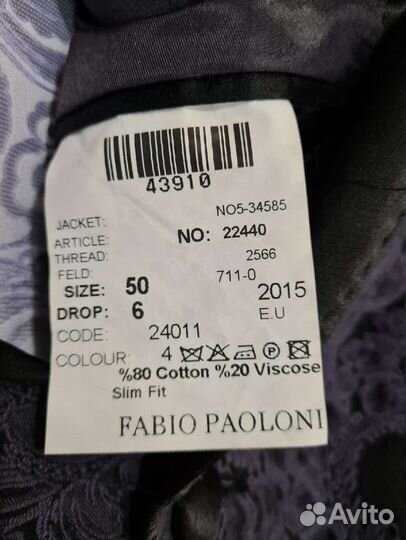 43910
JACKET: NO5-34585
ARTICLE: NO: 22440
THREAD: 2566
FELD: 711-0
SIZE: 50 2015
DROP: 6 E.U
CODE: 24011
COLOUR: 4
%80 Cotton %20 Viscose
Slim Fit
FABIO PAOLONI
Avito